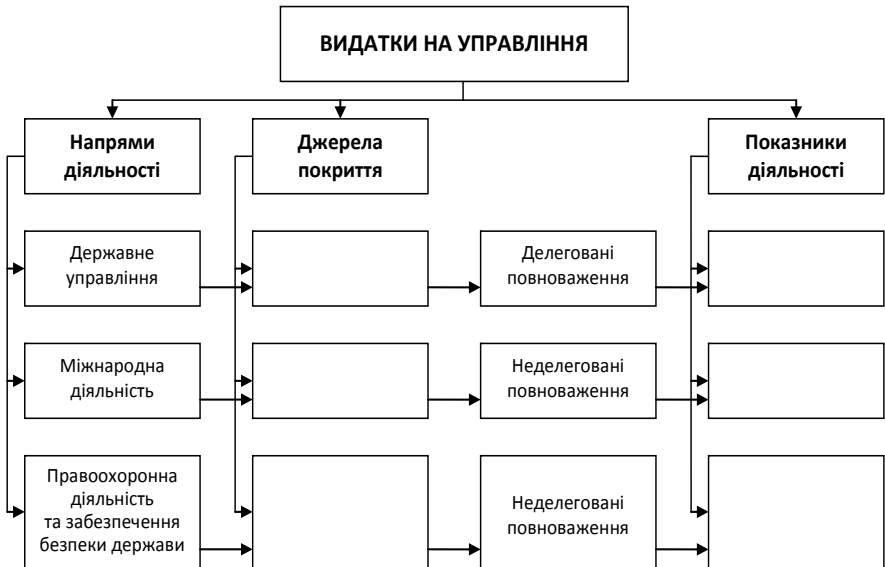 ВИДАТКИ НА УПРАВЛІННЯ
Напрями
діяльності
Джерела
покриття
Показники
діяльності
Державне
управління
Делеговані
повноваження
Міжнародна
діяльність
Неделеговані
повноваження
Правоохоронна
діяльність
та забезпечення
безпеки держави
Неделеговані
повноваження